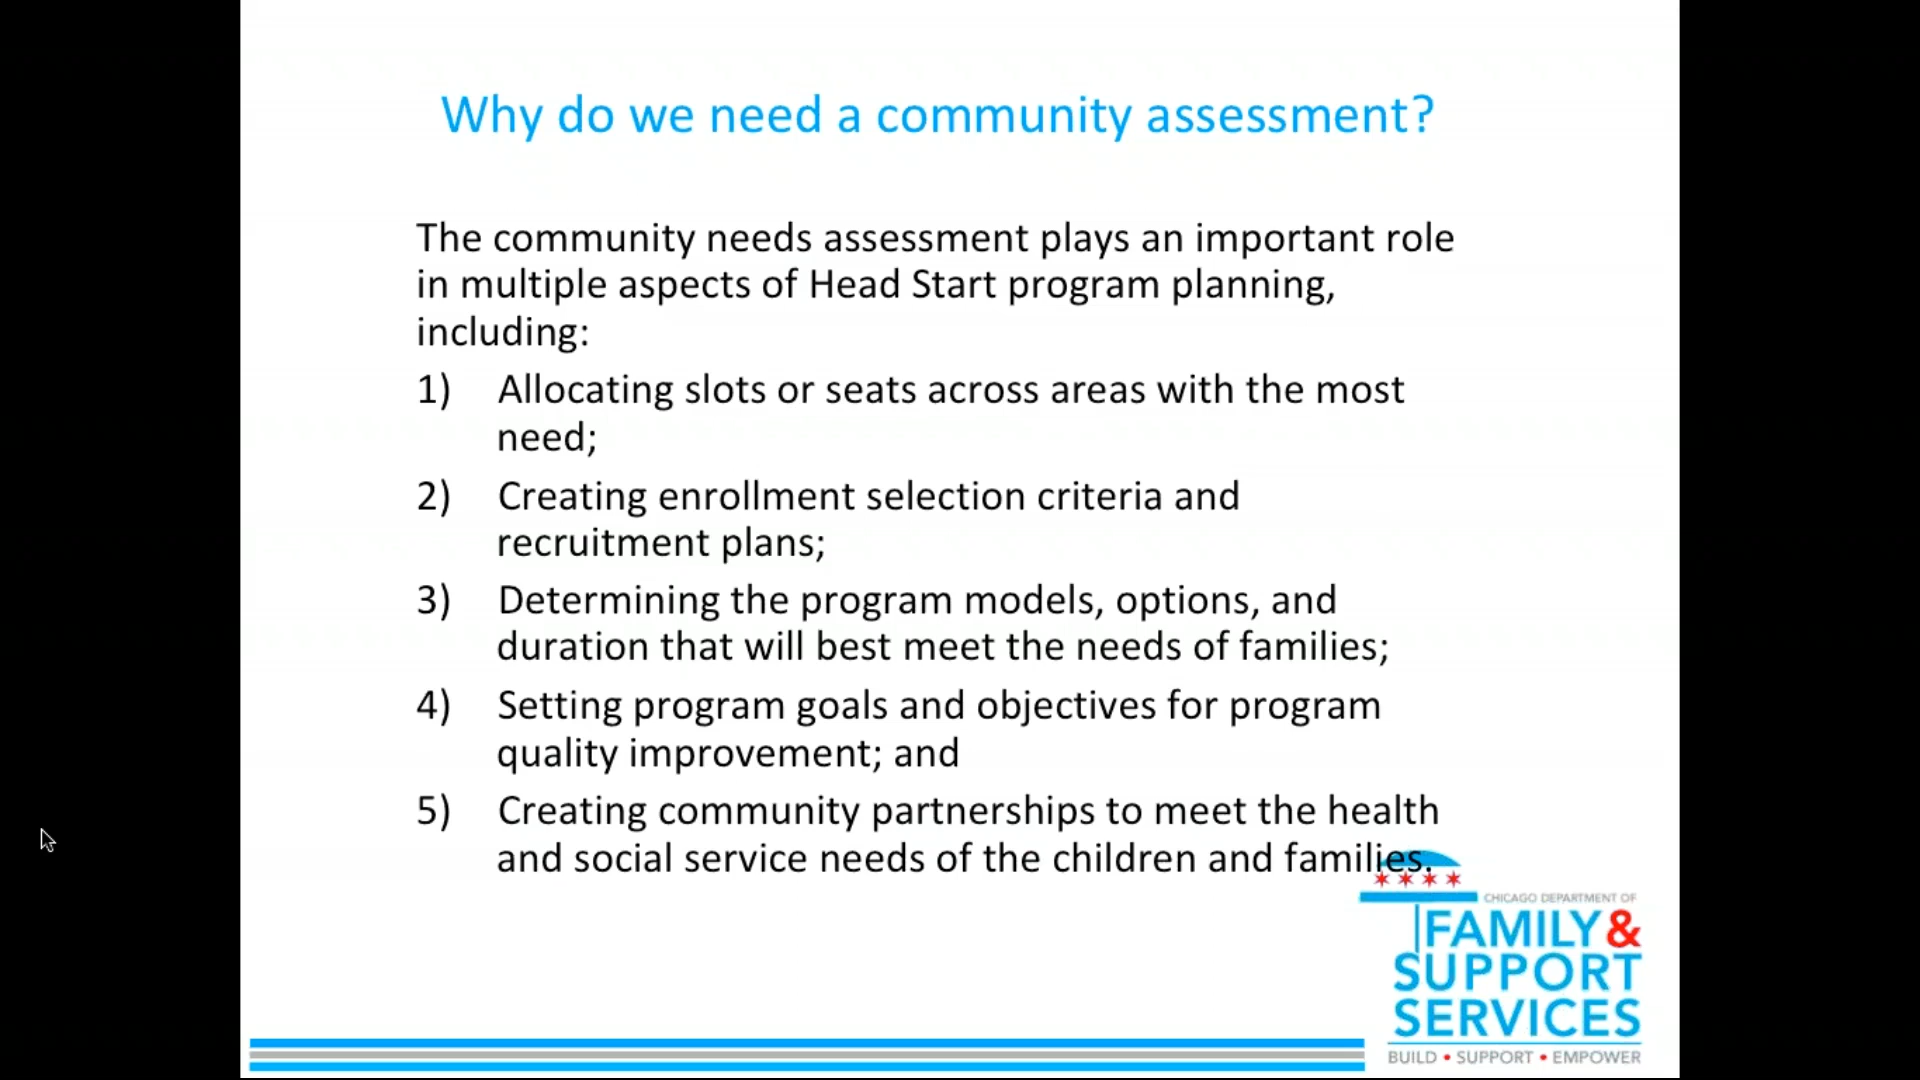 Why do we need a community assessment?
The community needs assessment plays an important role
in multiple aspects of Head Start program planning,
including:
1) Allocating slots or seats across areas with the most
need;
2) Creating enrollment selection criteria and
recruitment plans;
3) Determining the program models, options, and
duration that will best meet the needs of families;
4) Setting program goals and objectives for program
quality improvement; and
5) Creating community partnerships to meet the health
and social service needs of the children and families.
CHICAGO DEPARTMENT OF
FAMILY &
SUPPORT
SERVICES
BUILD • SUPPORT • EMPOWER